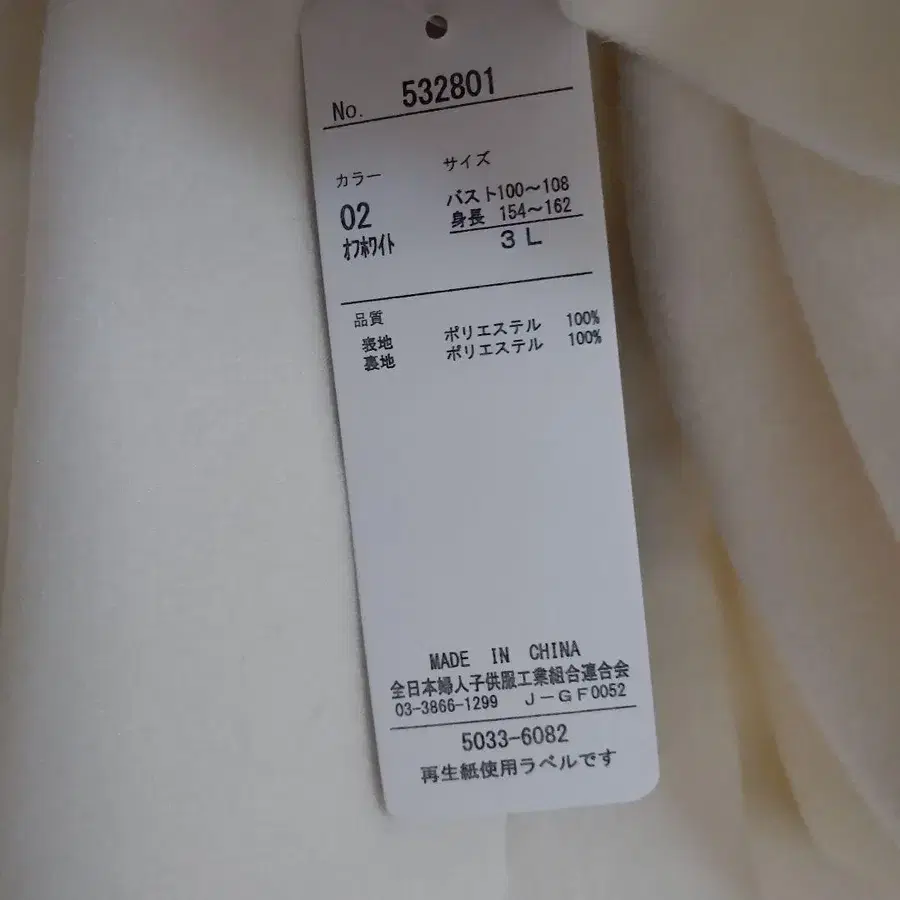 No. 532801
カラー サイズ
02 バスト100～108
オフホワイト 身長 154～162
3L
品質
表地 ポリエステル 100%
裏地 ポリエステル 100%
MADE IN CHINA
全日本婦人子供服工業組合連合会
03-3866-1299 J-GF0052
5033-6082
再生紙使用ラベルです